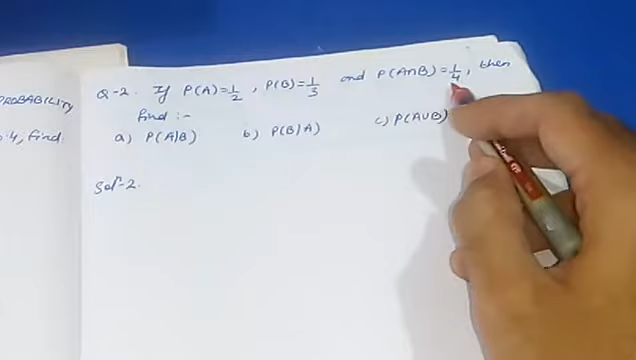 PROBABILITY
4, find.
Q-2. If P(A)=1/2, P(B)=1/3 and P(A∩B)=1/4, then
find :-
a) P(A|B) b) P(B|A) c) P(A∪B)
Solⁿ-2.